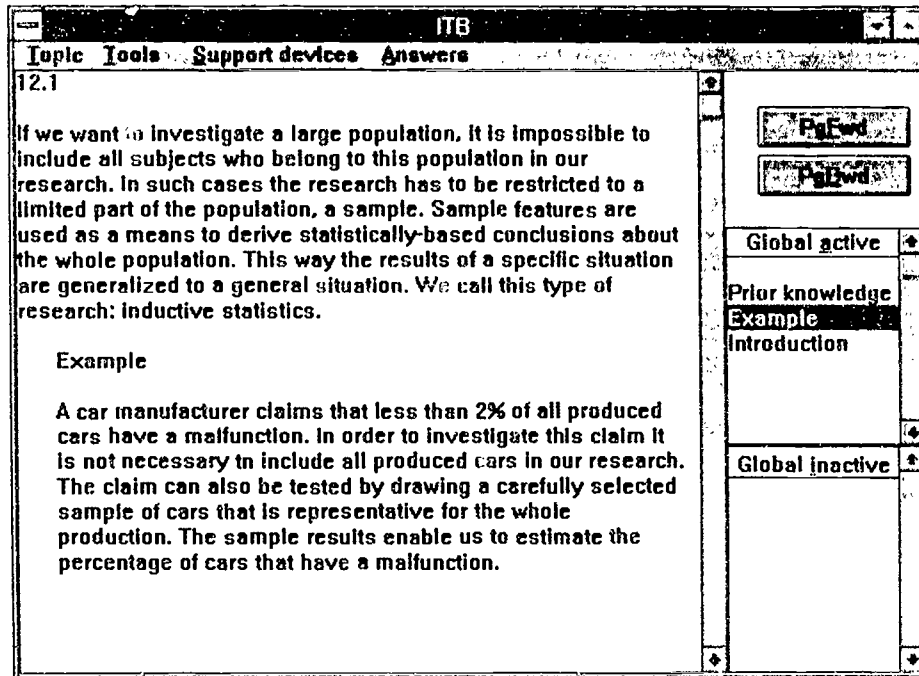 ITB
Topic Tools Support devices Answers
12.1
If we want to investigate a large population, it is impossible to
include all subjects who belong to this population in our
research. In such cases the research has to be restricted to a
limited part of the population, a sample. Sample features are
used as a means to derive statistically-based conclusions about
the whole population. This way the results of a specific situation
are generalized to a general situation. We call this type of
research: inductive statistics.
Example
A car manufacturer claims that less than 2% of all produced
cars have a malfunction. In order to investigate this claim it
is not necessary tn include all produced cars in our research.
The claim can also be tested by drawing a carefully selected
sample of cars that is representative for the whole
production. The sample results enable us to estimate the
percentage of cars that have a malfunction.
PgFwd
Global active
Prior knowledge
Example
Introduction
Global inactive